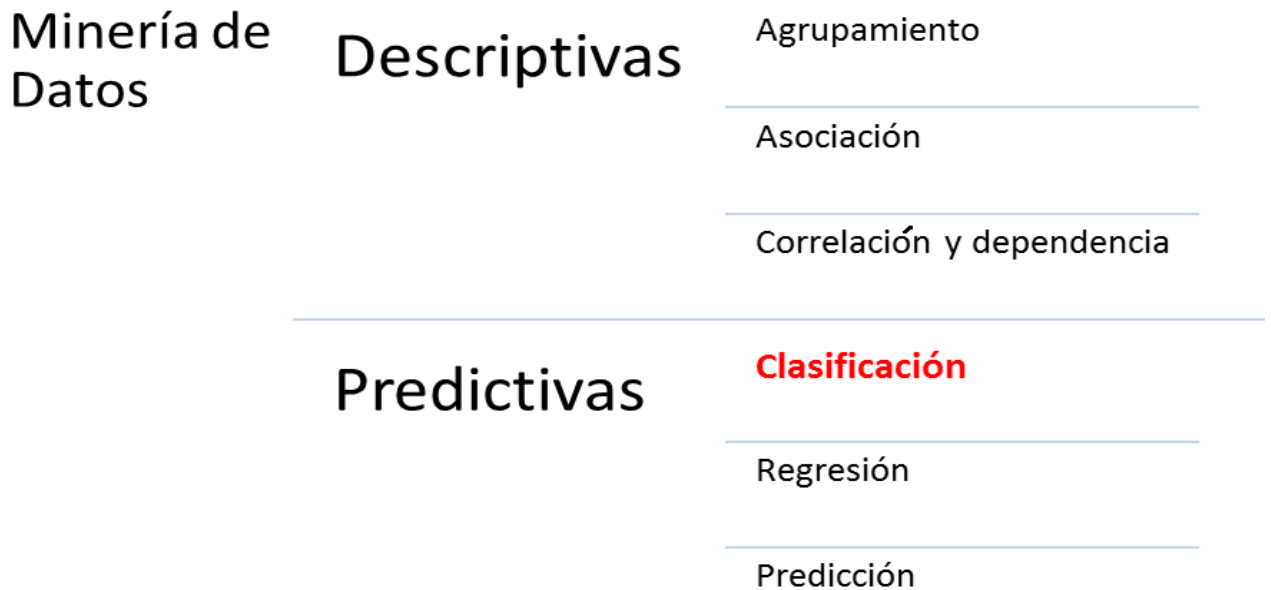 Minería de
Datos
Descriptivas
Agrupamiento
Asociación
Correlación y dependencia
Predictivas
Clasificación
Regresión
Predicción